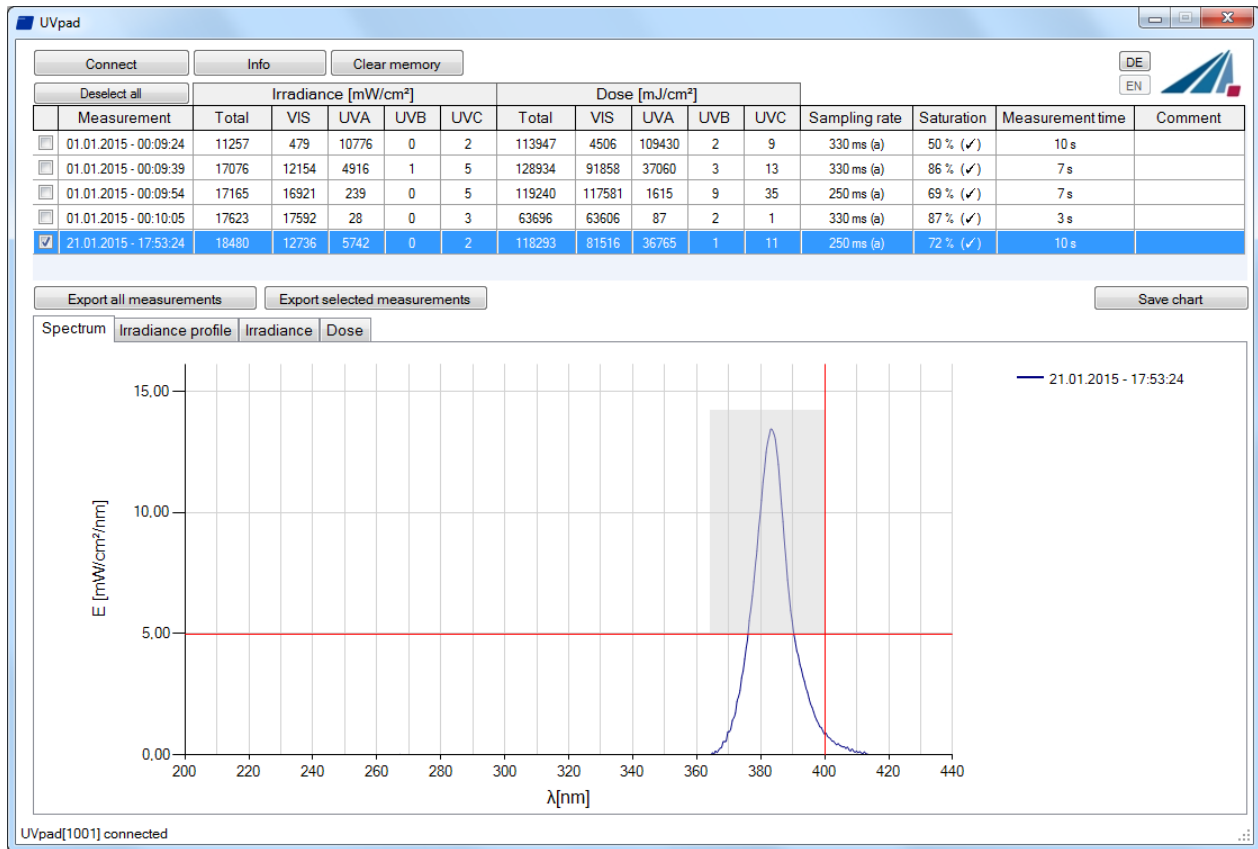 UVpad
Connect Info Clear memory DE
EN
Deselect all Irradiance [mW/cm²] Dose [mJ/cm²]
Measurement Total VIS UVA UVB UVC Total VIS UVA UVB UVC Sampling rate Saturation Measurement time Comment
01.01.2015 - 00:09:24 11257 479 10776 0 2 113947 4506 109430 2 9 330 ms (a) 50 % (✓) 10 s
01.01.2015 - 00:09:39 17076 12154 4916 1 5 128934 91858 37060 3 13 330 ms (a) 86 % (✓) 7 s
01.01.2015 - 00:09:54 17165 16921 239 0 5 119240 117581 1615 9 35 250 ms (a) 69 % (✓) 7 s
01.01.2015 - 00:10:05 17623 17592 28 0 3 63696 63606 87 2 1 330 ms (a) 87 % (✓) 3 s
21.01.2015 - 17:53:24 18480 12736 5742 0 2 118293 81516 36765 1 11 250 ms (a) 72 % (✓) 10 s
Export all measurements Export selected measurements Save chart
Spectrum Irradiance profile Irradiance Dose
21.01.2015 - 17:53:24
15,00
10,00
E [mW/cm²/nm]
5,00
0,00
200 220 240 260 280 300 320 340 360 380 400 420 440
λ[nm]
UVpad[1001] connected